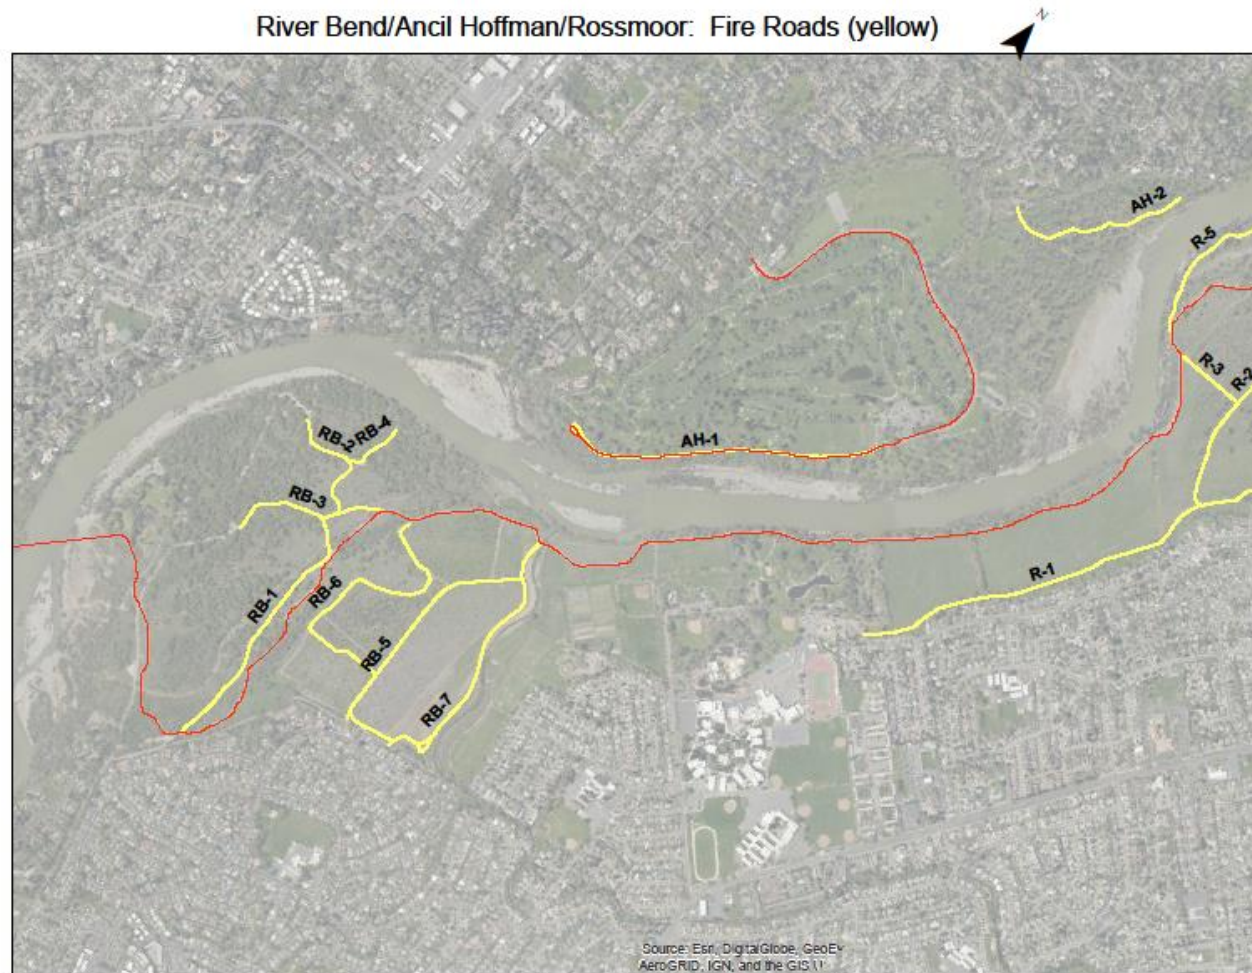 River Bend/Ancil Hoffman/Rossmoor: Fire Roads (yellow)
N
AH-2
R-5
R-3
R-2
AH-1
RB-2
RB-4
RB-3
R-1
RB-6
RB-1
RB-5
RB-7
Source: Esri, DigitalGlobe, GeoEy
AeroGRID, IGN, and the GIS U